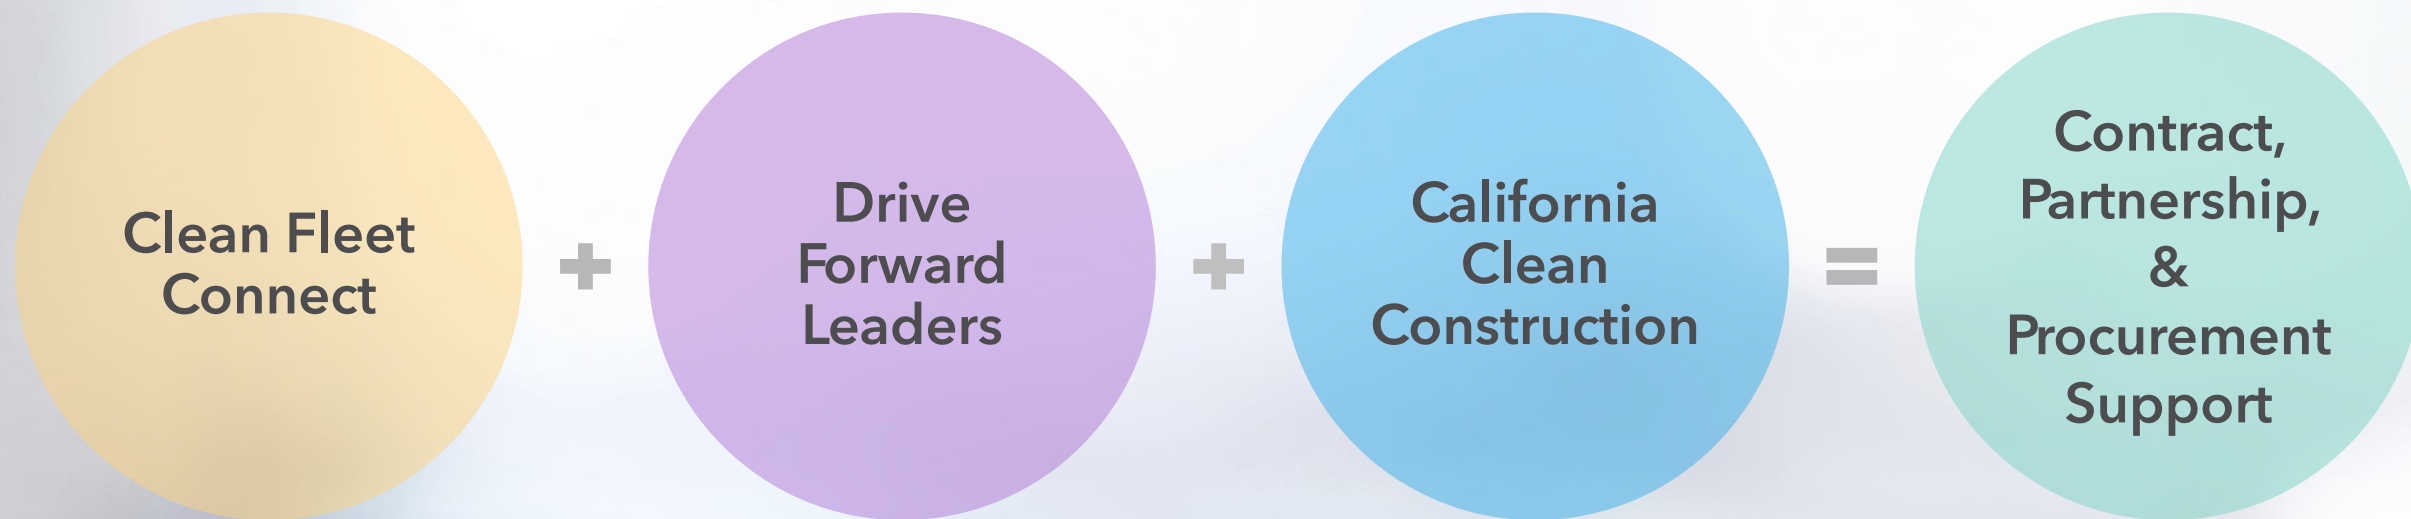 Clean Fleet
Connect
+
Drive
Forward
Leaders
+
California
Clean
Construction
=
Contract,
Partnership,
&
Procurement
Support